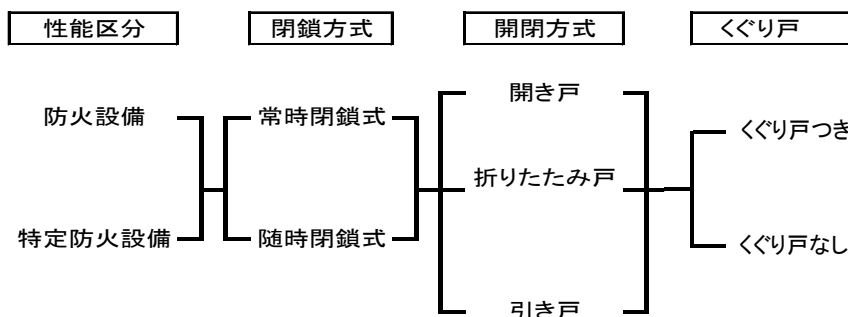 性能区分 閉鎖方式 開閉方式 くぐり戸
開き戸
防火設備 常時閉鎖式
くぐり戸つき
折りたたみ戸
特定防火設備 随時閉鎖式
くぐり戸なし
引き戸